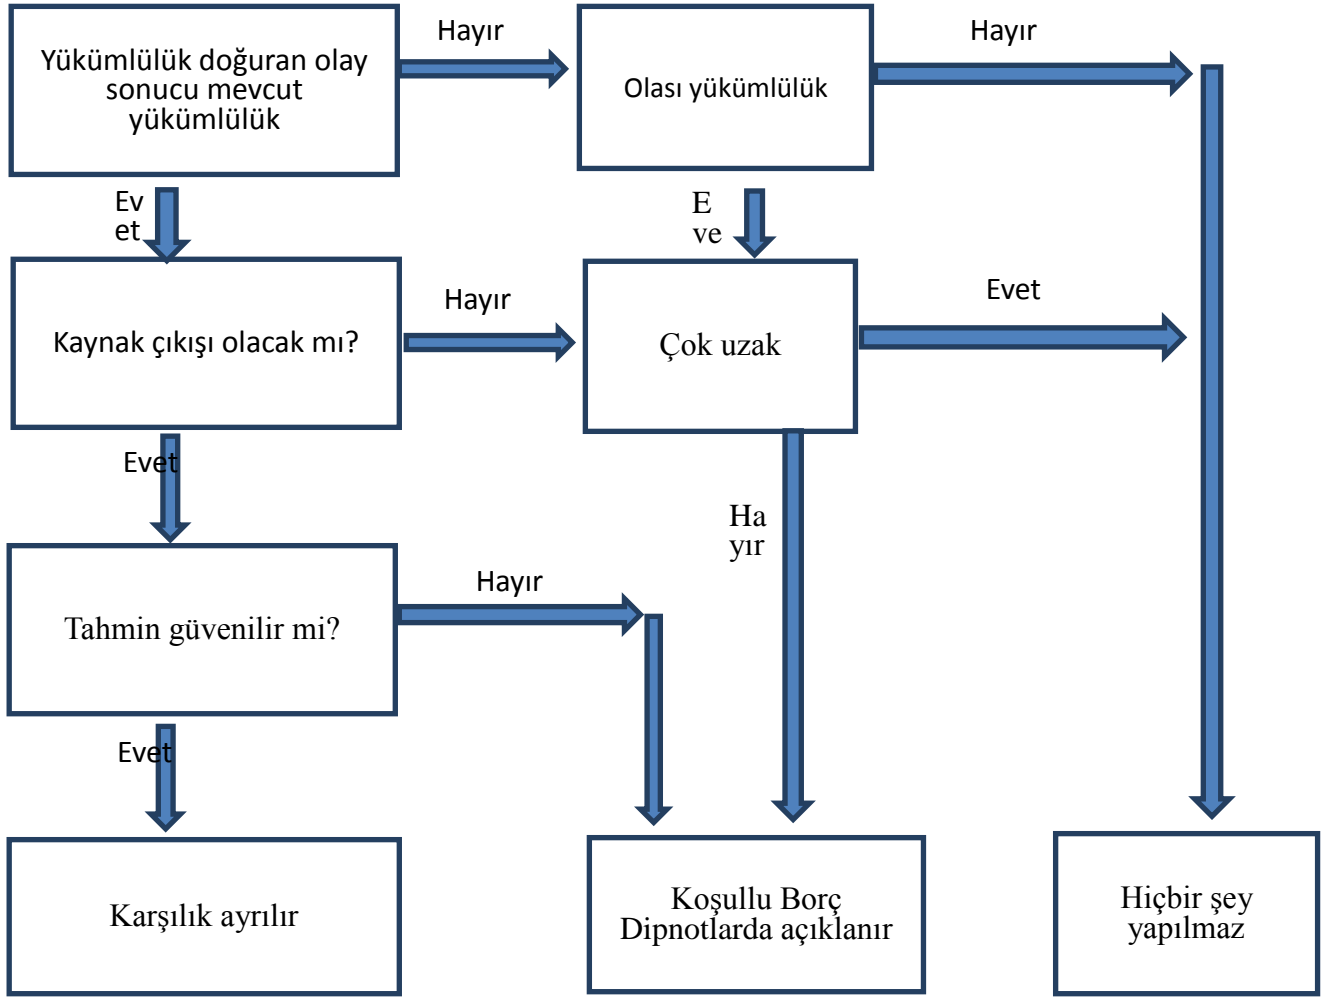 Hayır
Hayır
Yükümlülük doğuran olay
sonucu mevcut
yükümlülük
Olası yükümlülük
Ev
et
E
ve
Hayır
Evet
Kaynak çıkışı olacak mı?
Çok uzak
Evet
Ha
yır
Hayır
Tahmin güvenilir mi?
Evet
Karşılık ayrılır
Koşullu Borç
Dipnotlarda açıklanır
Hiçbir şey
yapılmaz